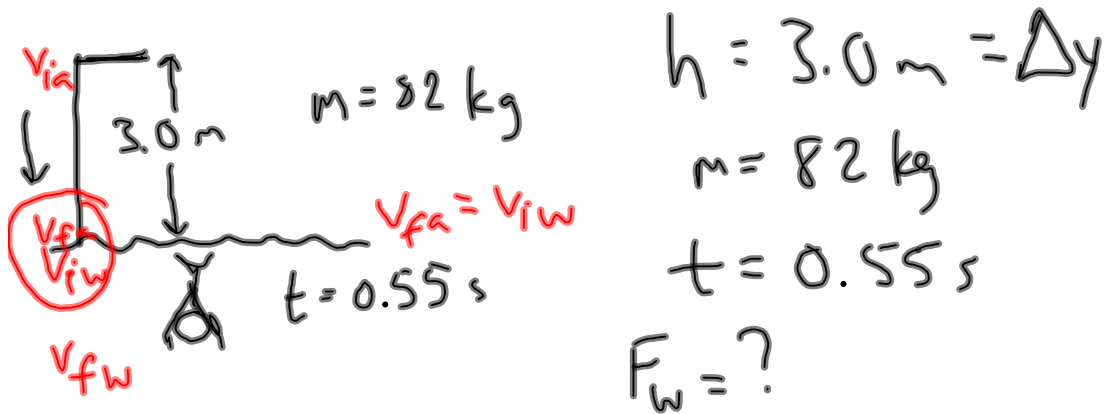 v_ia
3.0 m
m = 82 kg
v_fa
v_iw
v_fa = v_iw
t = 0.55 s
v_fw
h = 3.0 m = Δy
m = 82 kg
t = 0.55 s
F_w = ?